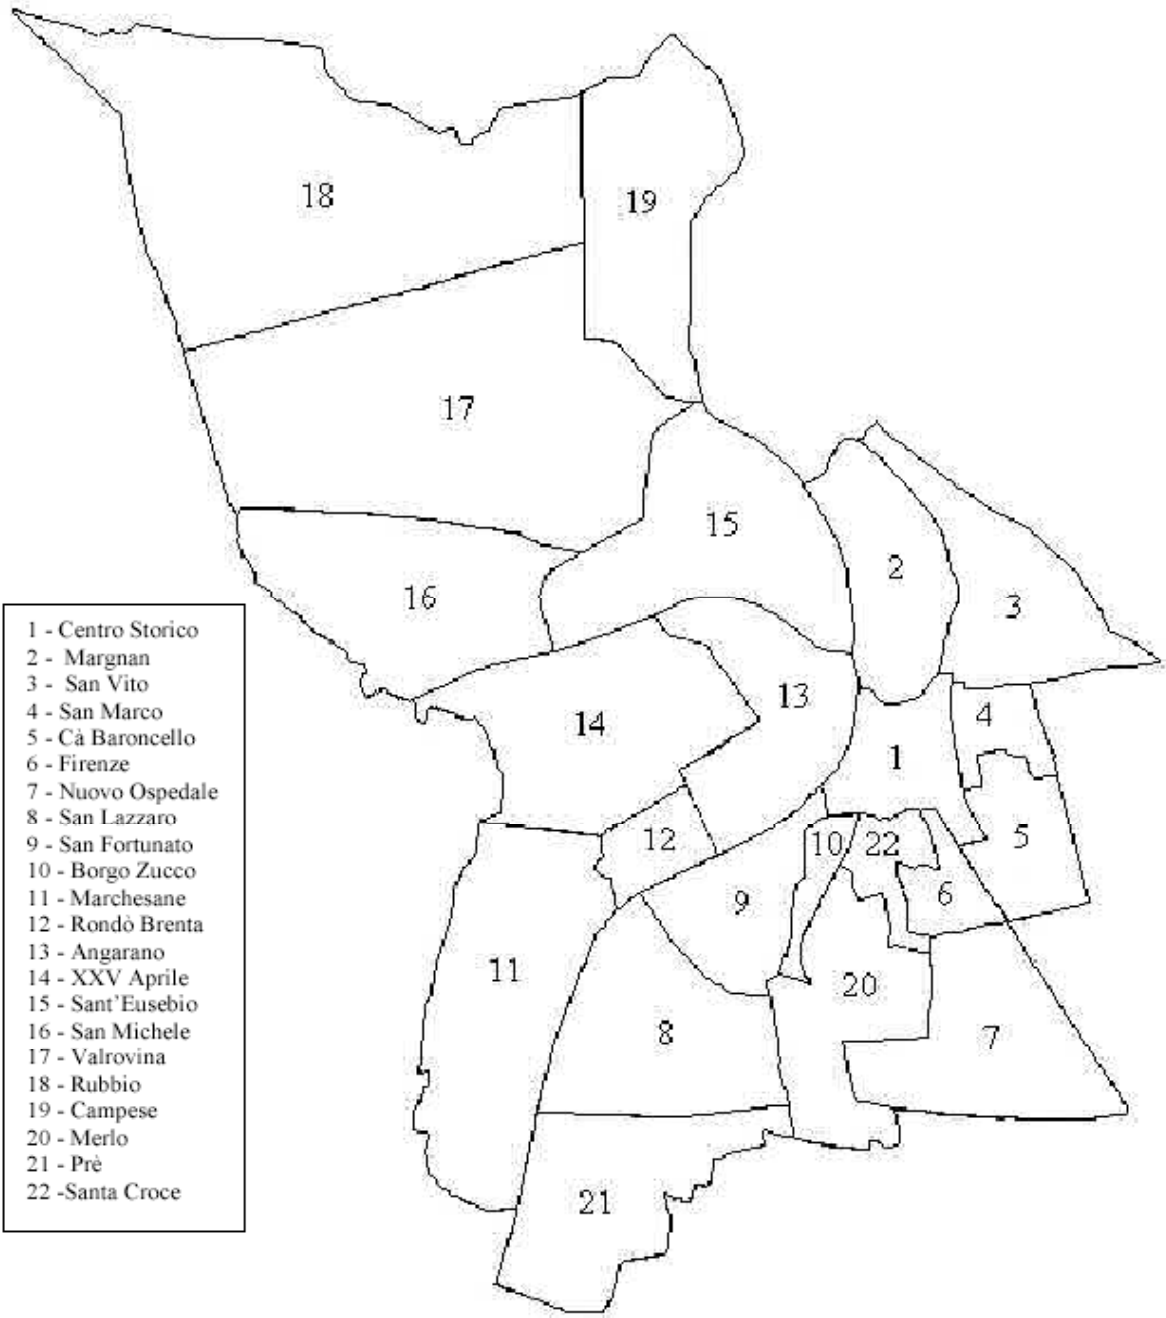 18
19
17
15
2
16
3
13
14
4
1
12
10
22
5
6
9
11
20
8
7
21
1 - Centro Storico
2 - Margnan
3 - San Vito
4 - San Marco
5 - Cà Baroncello
6 - Firenze
7 - Nuovo Ospedale
8 - San Lazzaro
9 - San Fortunato
10 - Borgo Zucco
11 - Marchesane
12 - Rondò Brenta
13 - Angarano
14 - XXV Aprile
15 - Sant'Eusebio
16 - San Michele
17 - Valrovina
18 - Rubbio
19 - Campese
20 - Merlo
21 - Prè
22 -Santa Croce